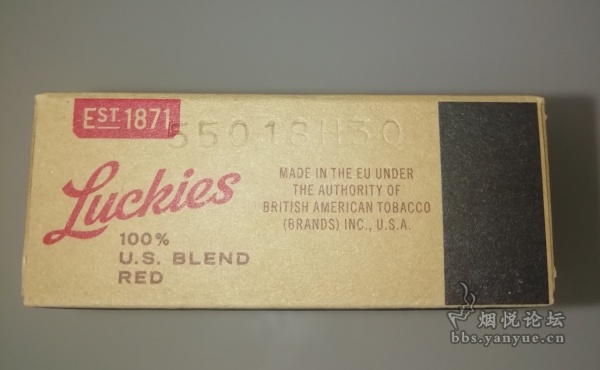 EST. 1871
55018H50
Luckies
100%
U.S. BLEND
RED
MADE IN THE EU UNDER
THE AUTHORITY OF
BRITISH AMERICAN TOBACCO
(BRANDS) INC., U.S.A.
烟悦论坛
bbs.yanyue.cn